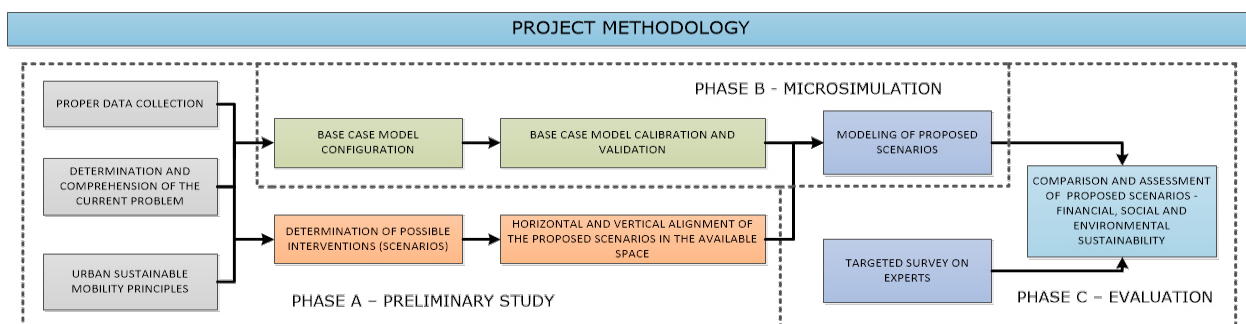 PROJECT METHODOLOGY
PHASE B - MICROSIMULATION
PROPER DATA COLLECTION
BASE CASE MODEL
CONFIGURATION
BASE CASE MODEL CALIBRATION AND
VALIDATION
MODELING OF PROPOSED
SCENARIOS
DETERMINATION AND
COMPREHENSION OF THE
CURRENT PROBLEM
COMPARISON AND ASSESSMENT
OF PROPOSED SCENARIOS -
FINANCIAL, SOCIAL AND
ENVIRONMENTAL
SUSTAINABILITY
DETERMINATION OF POSSIBLE
INTERVENTIONS (SCENARIOS)
HORIZONTAL AND VERTICAL ALIGNMENT OF
THE PROPOSED SCENARIOS IN THE AVAILABLE
SPACE
URBAN SUSTAINABLE
MOBILITY PRINCIPLES
TARGETED SURVEY ON
EXPERTS
PHASE A – PRELIMINARY STUDY
PHASE C – EVALUATION